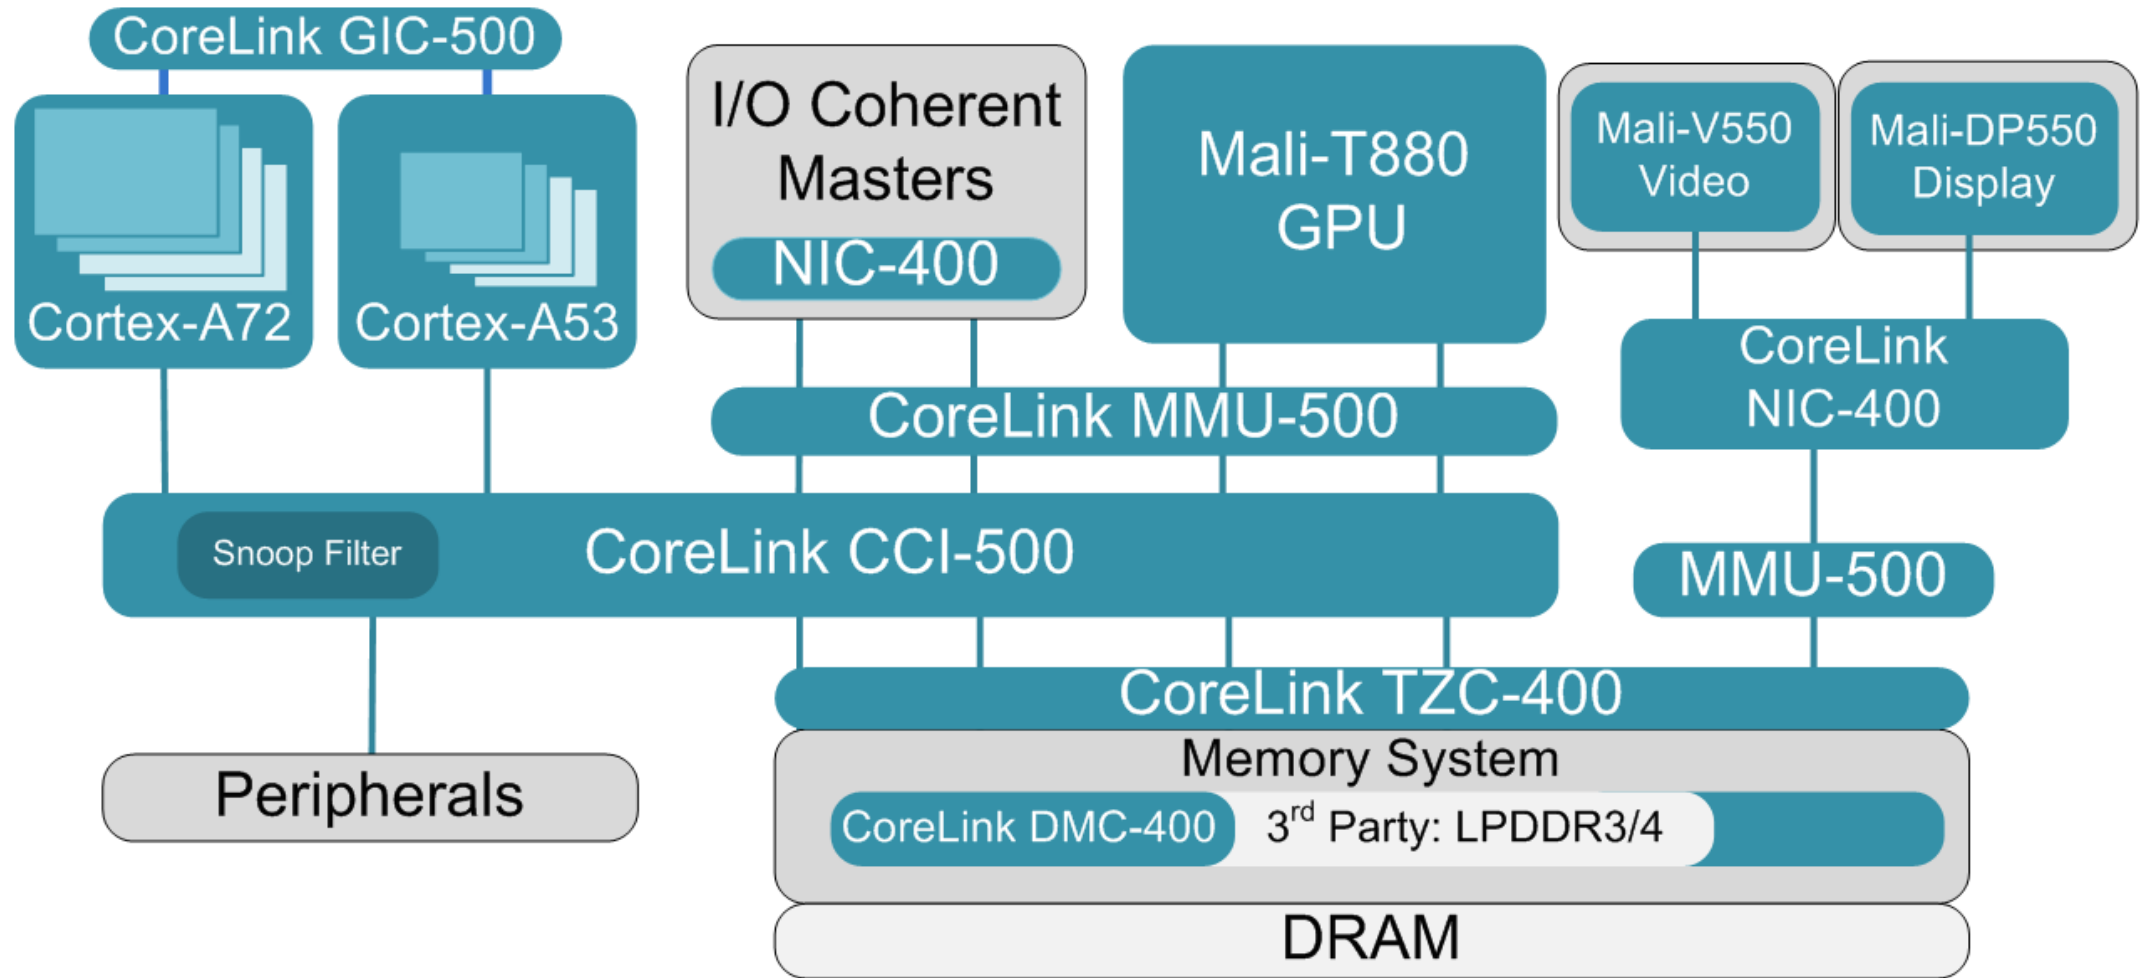 CoreLink GIC-500
Cortex-A72
Cortex-A53
I/O Coherent
Masters
NIC-400
Mali-T880
GPU
Mali-V550
Video
Mali-DP550
Display
CoreLink MMU-500
CoreLink
NIC-400
Snoop Filter
CoreLink CCI-500
MMU-500
CoreLink TZC-400
Peripherals
Memory System
CoreLink DMC-400
3rd Party: LPDDR3/4
DRAM